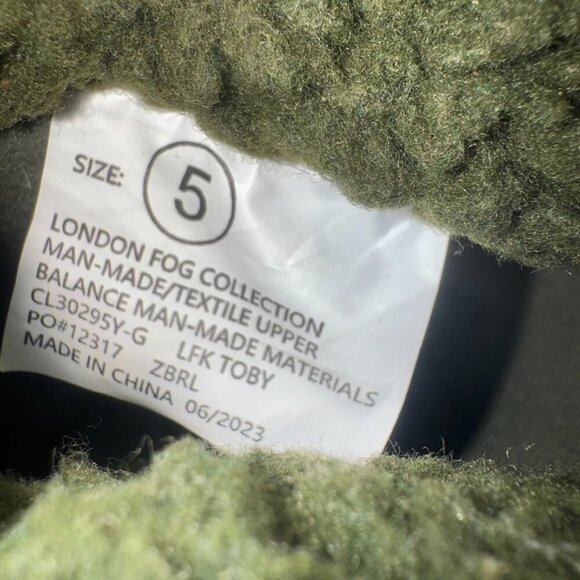 SIZE: 5
LONDON FOG COLLECTION
MAN-MADE/TEXTILE UPPER
BALANCE MAN-MADE MATERIALS
CL30295Y-G LFK TOBY
PO#12317 ZBRL
MADE IN CHINA 06/2023